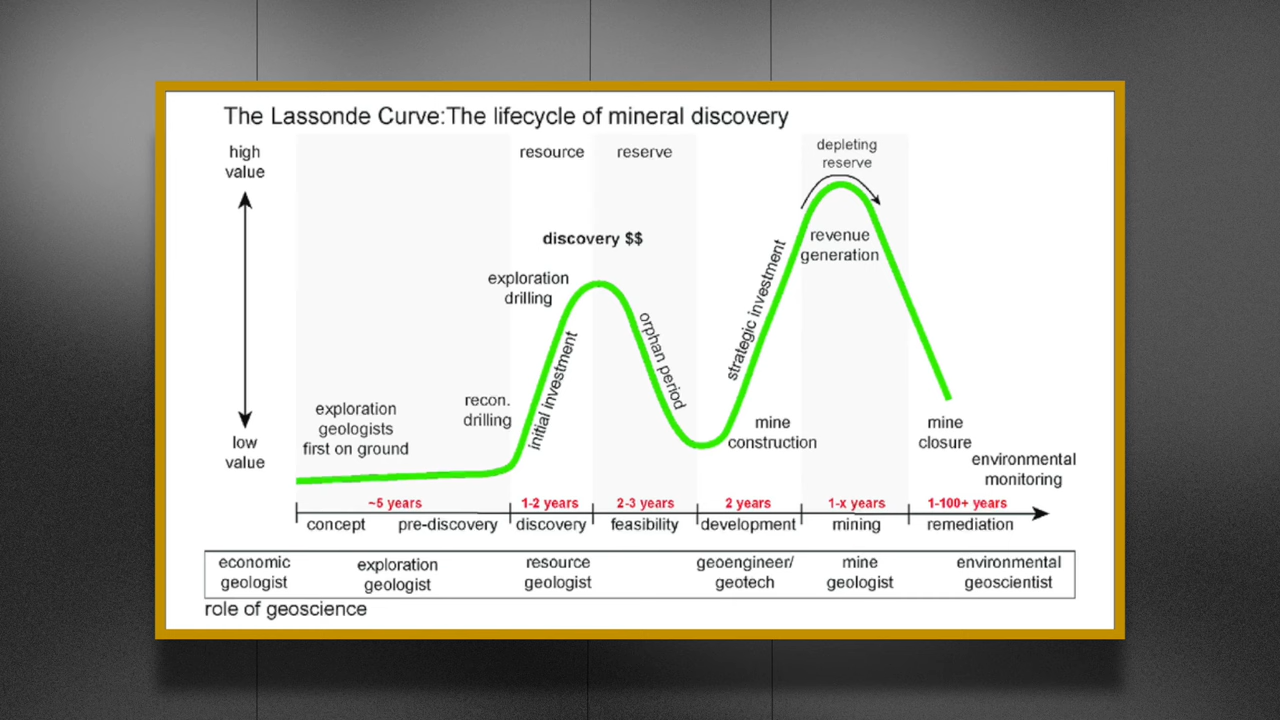 The Lassonde Curve:The lifecycle of mineral discovery
high
value
resource
reserve
depleting
reserve
discovery $$
revenue
generation
exploration
drilling
initial investment
orphan period
strategic investment
recon.
drilling
exploration
geologists
first on ground
mine
construction
mine
closure
low
value
environmental
monitoring
~5 years
1-2 years
2-3 years
2 years
1-x years
1-100+ years
concept
pre-discovery
discovery
feasibility
development
mining
remediation
economic
geologist
exploration
geologist
resource
geologist
geoengineer/
geotech
mine
geologist
environmental
geoscientist
role of geoscience